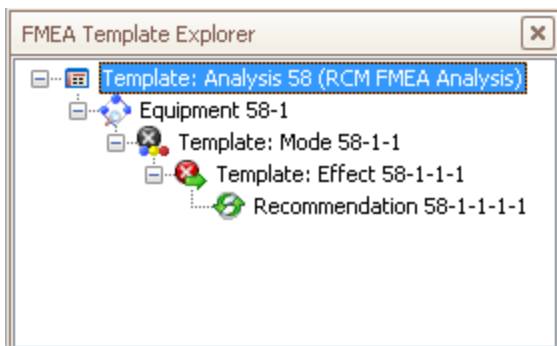 FMEA Template Explorer
Template: Analysis 58 (RCM FMEA Analysis)
Equipment 58-1
Template: Mode 58-1-1
Template: Effect 58-1-1-1
Recommendation 58-1-1-1-1